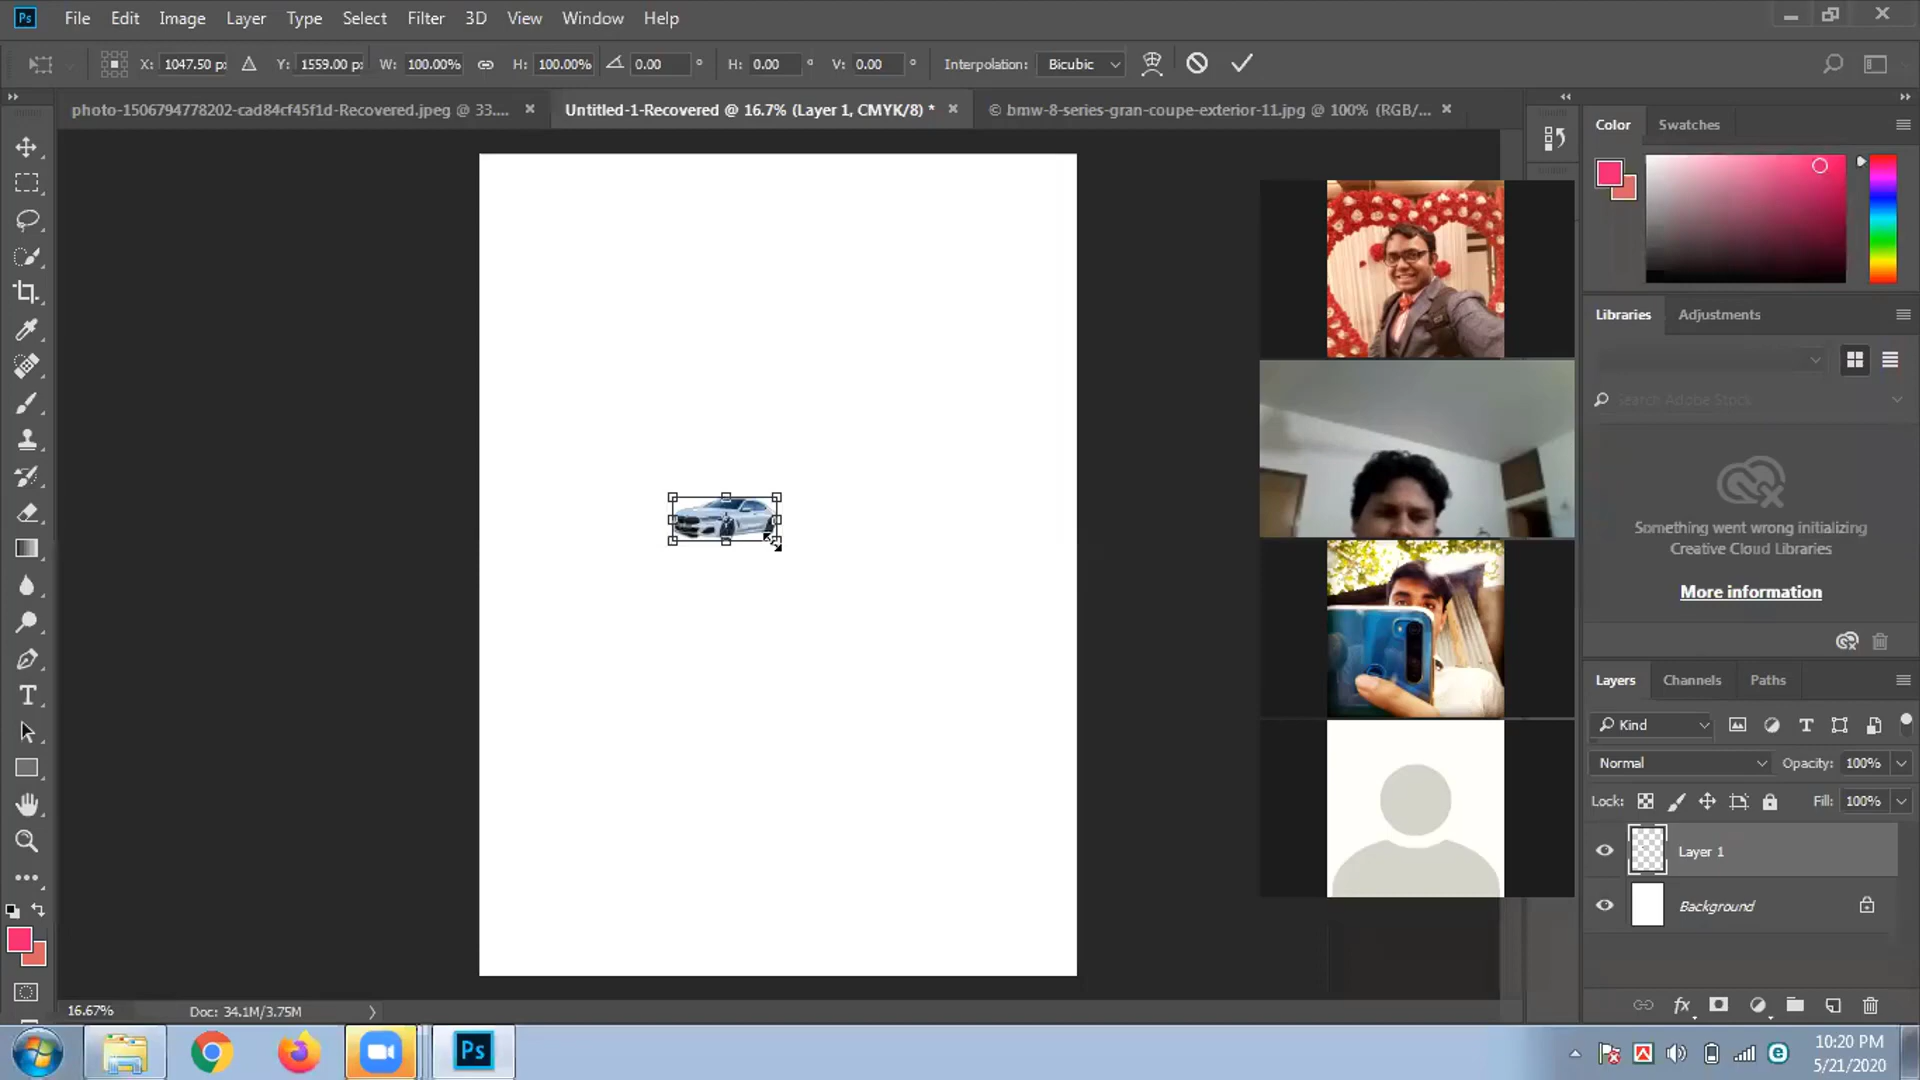 Ps File Edit Image Layer Type Select Filter 3D View Window Help
X: 1047.50 p Y: 1559.00 p W: 100.00% H: 100.00% 0.00 ° H: 0.00 ° V: 0.00 ° Interpolation: Bicubic
photo-1506794778202-cad84cf45f1d-Recovered.jpeg @ 33.... × Untitled-1-Recovered @ 16.7% (Layer 1, CMYK/8) * × © bmw-8-series-gran-coupe-exterior-11.jpg @ 100% (RGB/... ×
Color Swatches
Libraries Adjustments
Search Adobe Stock
Something went wrong initializing
Creative Cloud Libraries
More information
Layers Channels Paths
Kind
Normal Opacity: 100%
Lock: Fill: 100%
Layer 1
Background
16.67% Doc: 34.1M/3.75M
Ps
10:20 PM
5/21/2020